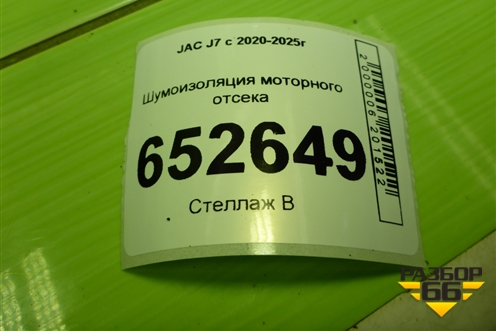 JAC J7 с 2020-2025г
Шумоизоляция моторного
отсека
652649
Стеллаж В
2000006201522
РАЗБОР
66